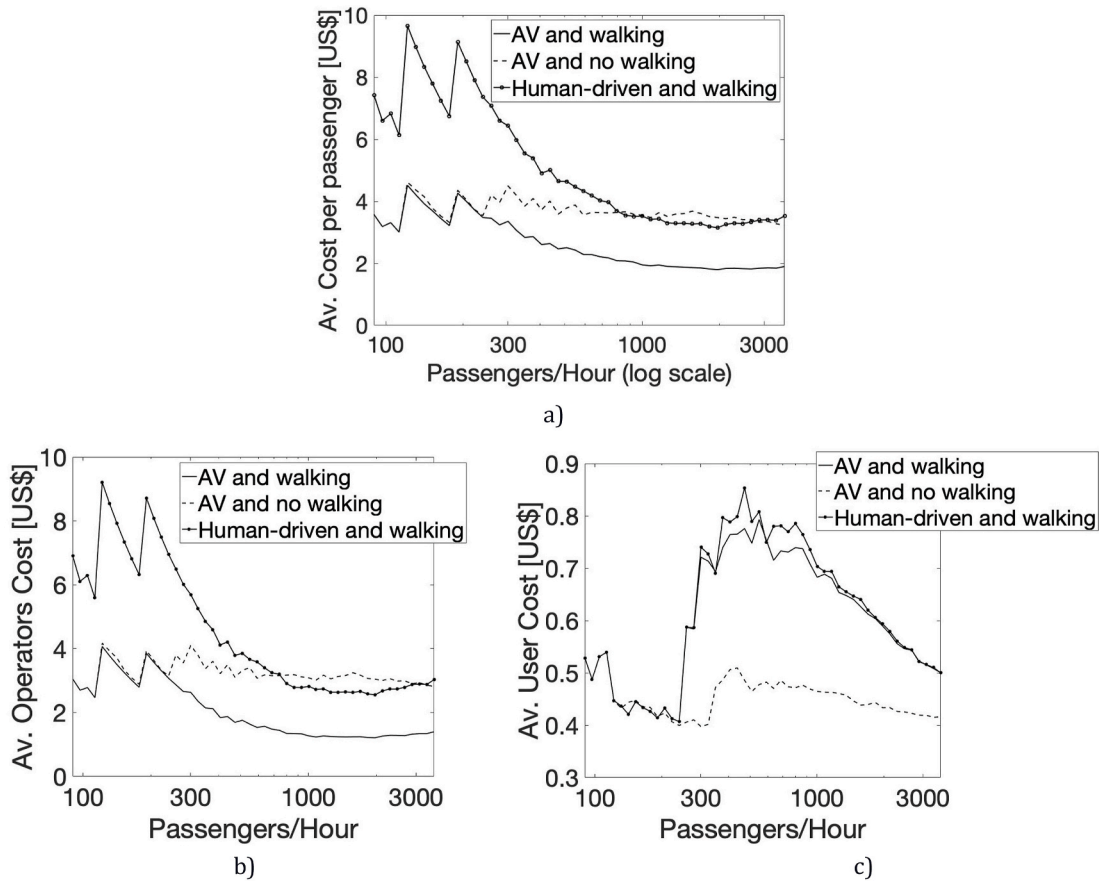 10
8
6
4
2
0
Av. Cost per passenger [US$]
AV and walking
AV and no walking
Human-driven and walking
100 300 1000 3000
Passengers/Hour (log scale)
a)
10
8
6
4
2
0
Av. Operators Cost [US$]
AV and walking
AV and no walking
Human-driven and walking
100 300 1000 3000
Passengers/Hour
b)
0.9
0.8
0.7
0.6
0.5
0.4
0.3
Av. User Cost [US$]
AV and walking
AV and no walking
Human-driven and walking
100 300 1000 3000
Passengers/Hour
c)